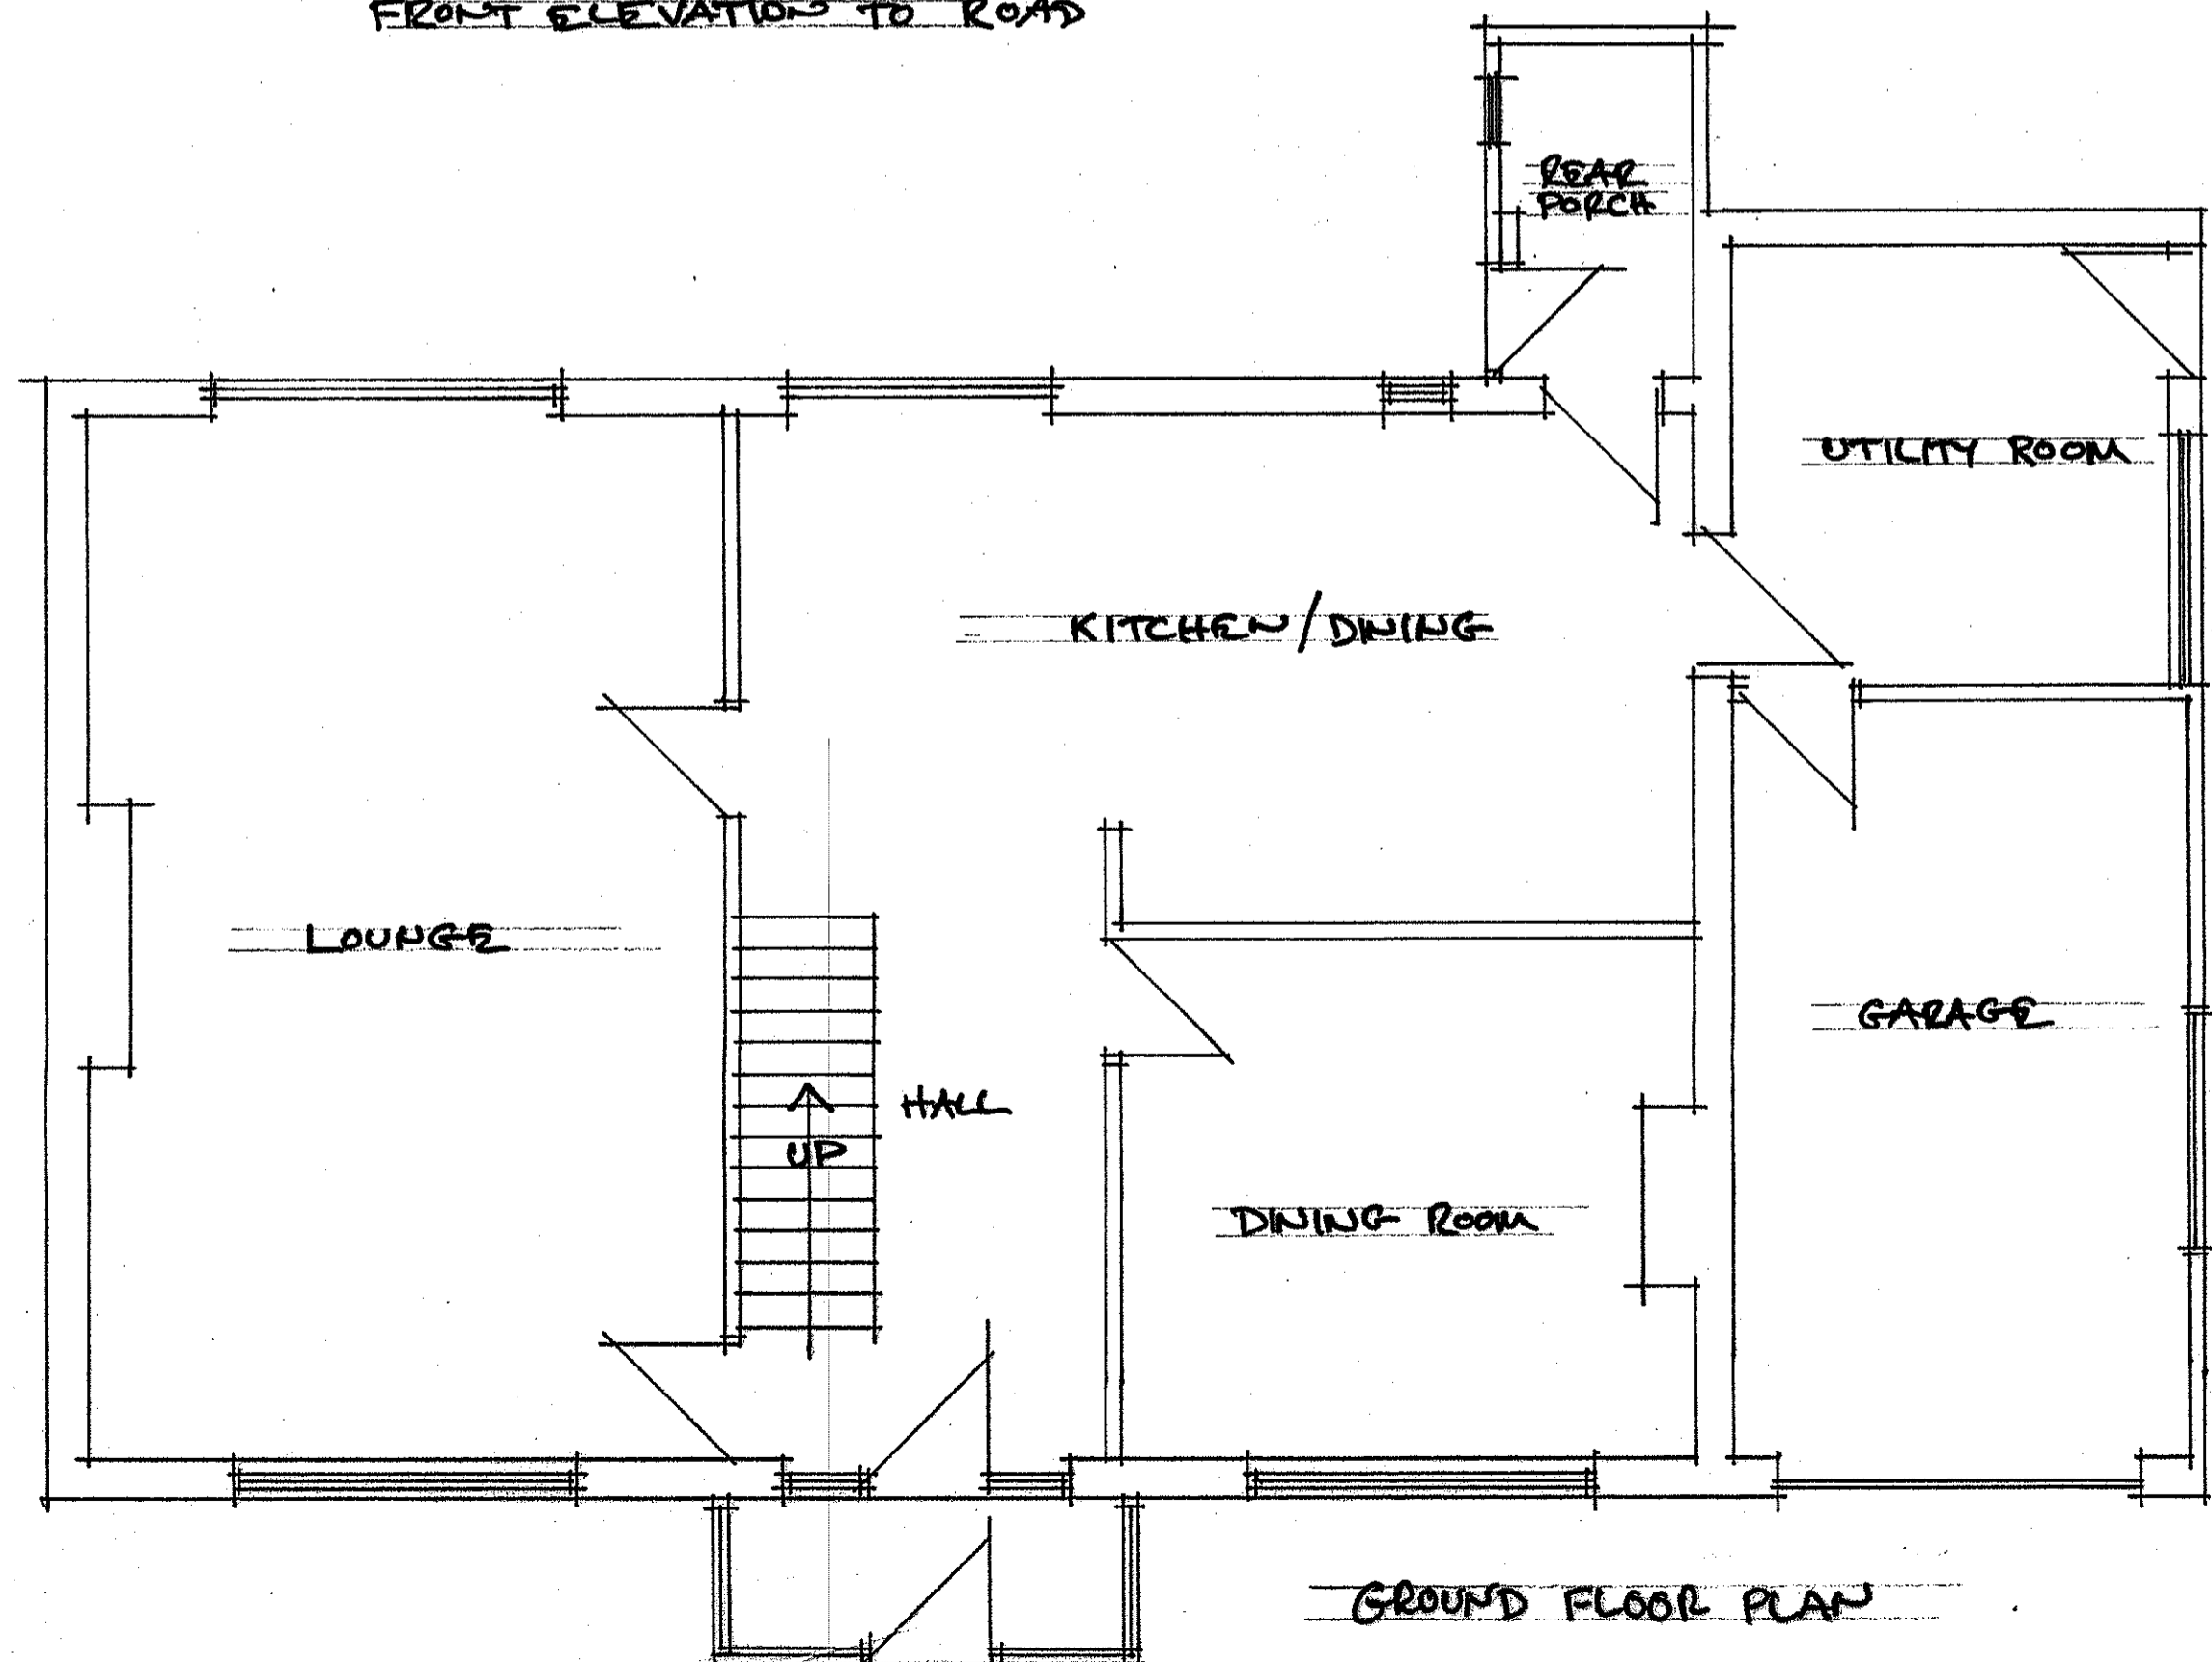 FRONT ELEVATION TO ROAD
REAR
PORCH
UTILITY ROOM
KITCHEN/DINING
LOUNGE
GARAGE
HALL
UP
DINING ROOM
GROUND FLOOR PLAN